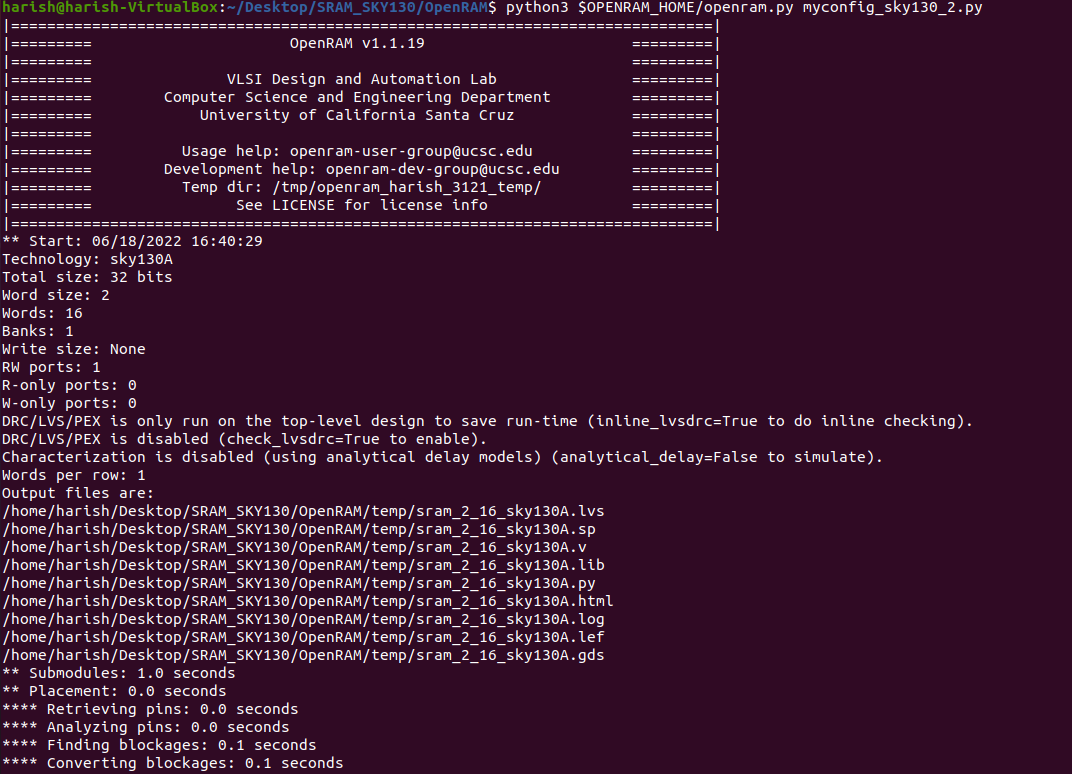 harish@harish-VirtualBox:~/Desktop/SRAM_SKY130/OpenRAM$ python3 $OPENRAM_HOME/openram.py myconfig_sky130_2.py
|==============================================================================|
|=========                      OpenRAM v1.1.19                       =========|
|=========                                                            =========|
|=========               VLSI Design and Automation Lab               =========|
|=========        Computer Science and Engineering Department         =========|
|=========            University of California Santa Cruz             =========|
|=========                                                            =========|
|=========          Usage help: openram-user-group@ucsc.edu           =========|
|=========        Development help: openram-dev-group@ucsc.edu        =========|
|=========          Temp dir: /tmp/openram_harish_3121_temp/          =========|
|=========                See LICENSE for license info                =========|
|==============================================================================|
** Start: 06/18/2022 16:40:29
Technology: sky130A
Total size: 32 bits
Word size: 2
Words: 16
Banks: 1
Write size: None
RW ports: 1
R-only ports: 0
W-only ports: 0
DRC/LVS/PEX is only run on the top-level design to save run-time (inline_lvsdrc=True to do inline checking).
DRC/LVS/PEX is disabled (check_lvsdrc=True to enable).
Characterization is disabled (using analytical delay models) (analytical_delay=False to simulate).
Words per row: 1
Output files are:
/home/harish/Desktop/SRAM_SKY130/OpenRAM/temp/sram_2_16_sky130A.lvs
/home/harish/Desktop/SRAM_SKY130/OpenRAM/temp/sram_2_16_sky130A.sp
/home/harish/Desktop/SRAM_SKY130/OpenRAM/temp/sram_2_16_sky130A.v
/home/harish/Desktop/SRAM_SKY130/OpenRAM/temp/sram_2_16_sky130A.lib
/home/harish/Desktop/SRAM_SKY130/OpenRAM/temp/sram_2_16_sky130A.py
/home/harish/Desktop/SRAM_SKY130/OpenRAM/temp/sram_2_16_sky130A.html
/home/harish/Desktop/SRAM_SKY130/OpenRAM/temp/sram_2_16_sky130A.log
/home/harish/Desktop/SRAM_SKY130/OpenRAM/temp/sram_2_16_sky130A.lef
/home/harish/Desktop/SRAM_SKY130/OpenRAM/temp/sram_2_16_sky130A.gds
** Submodules: 1.0 seconds
** Placement: 0.0 seconds
**** Retrieving pins: 0.0 seconds
**** Analyzing pins: 0.0 seconds
**** Finding blockages: 0.1 seconds
**** Converting blockages: 0.1 seconds